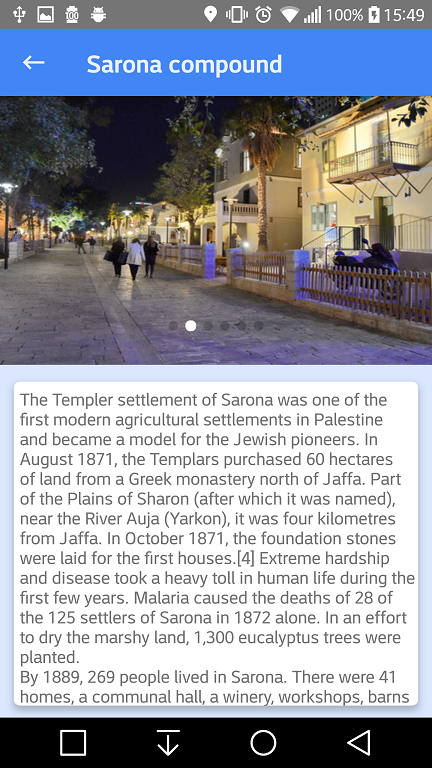 100
100% 15:49
Sarona compound
The Templer settlement of Sarona was one of the
first modern agricultural settlements in Palestine
and became a model for the Jewish pioneers. In
August 1871, the Templars purchased 60 hectares
of land from a Greek monastery north of Jaffa. Part
of the Plains of Sharon (after which it was named),
near the River Auja (Yarkon), it was four kilometres
from Jaffa. In October 1871, the foundation stones
were laid for the first houses.[4] Extreme hardship
and disease took a heavy toll in human life during the
first few years. Malaria caused the deaths of 28 of
the 125 settlers of Sarona in 1872 alone. In an effort
to dry the marshy land, 1,300 eucalyptus trees were
planted.
By 1889, 269 people lived in Sarona. There were 41
homes, a communal hall, a winery, workshops, barns